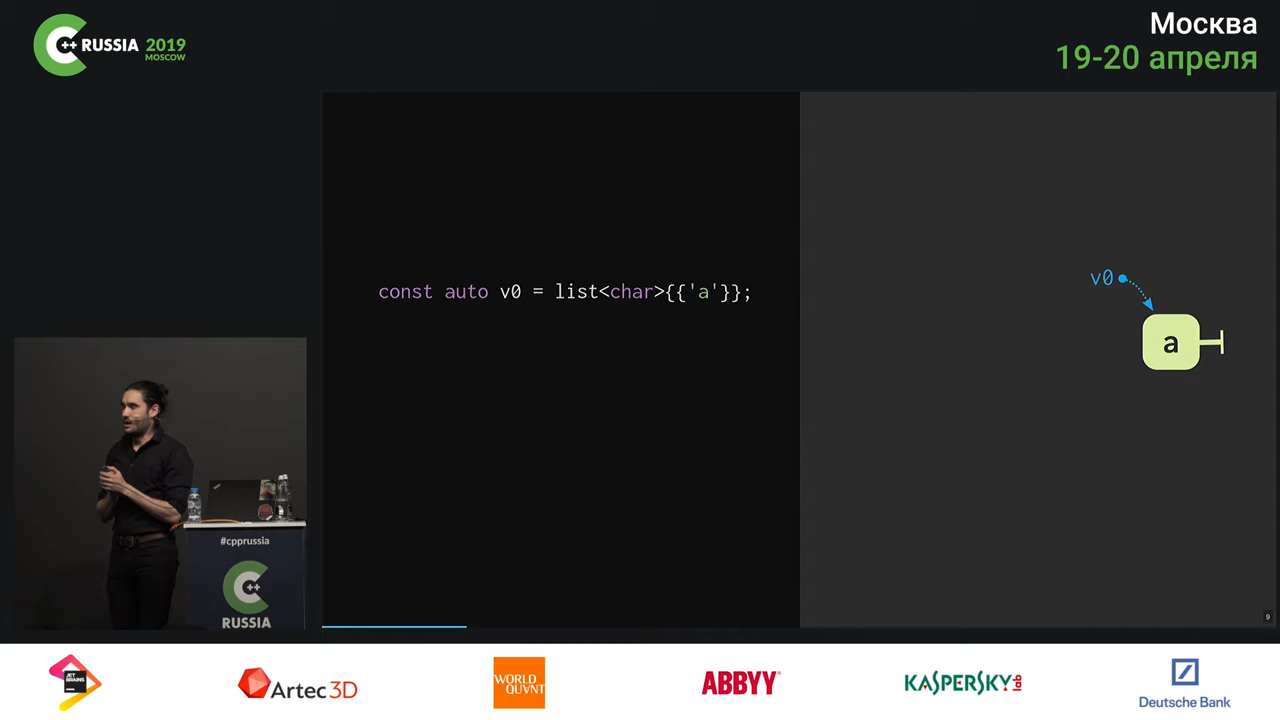 C++ RUSSIA 2019
MOSCOW
Москва
19-20 апреля
const auto v0 = list<char>{{'a'}};
v0
a
9
#cpprussia
C++
RUSSIA
JET
BRAINS
Artec 3D
WORLD
QUANT
ABBYY®
KASPERSKY lab
Deutsche Bank